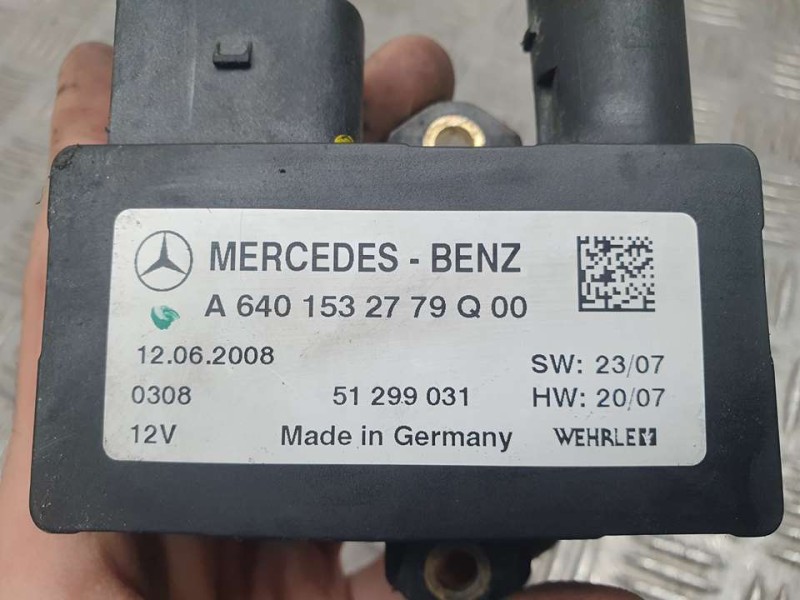 MERCEDES - BENZ
A 640 153 27 79 Q 00
12.06.2008
SW: 23/07
0308 51 299 031 HW: 20/07
12V Made in Germany WEHRLE